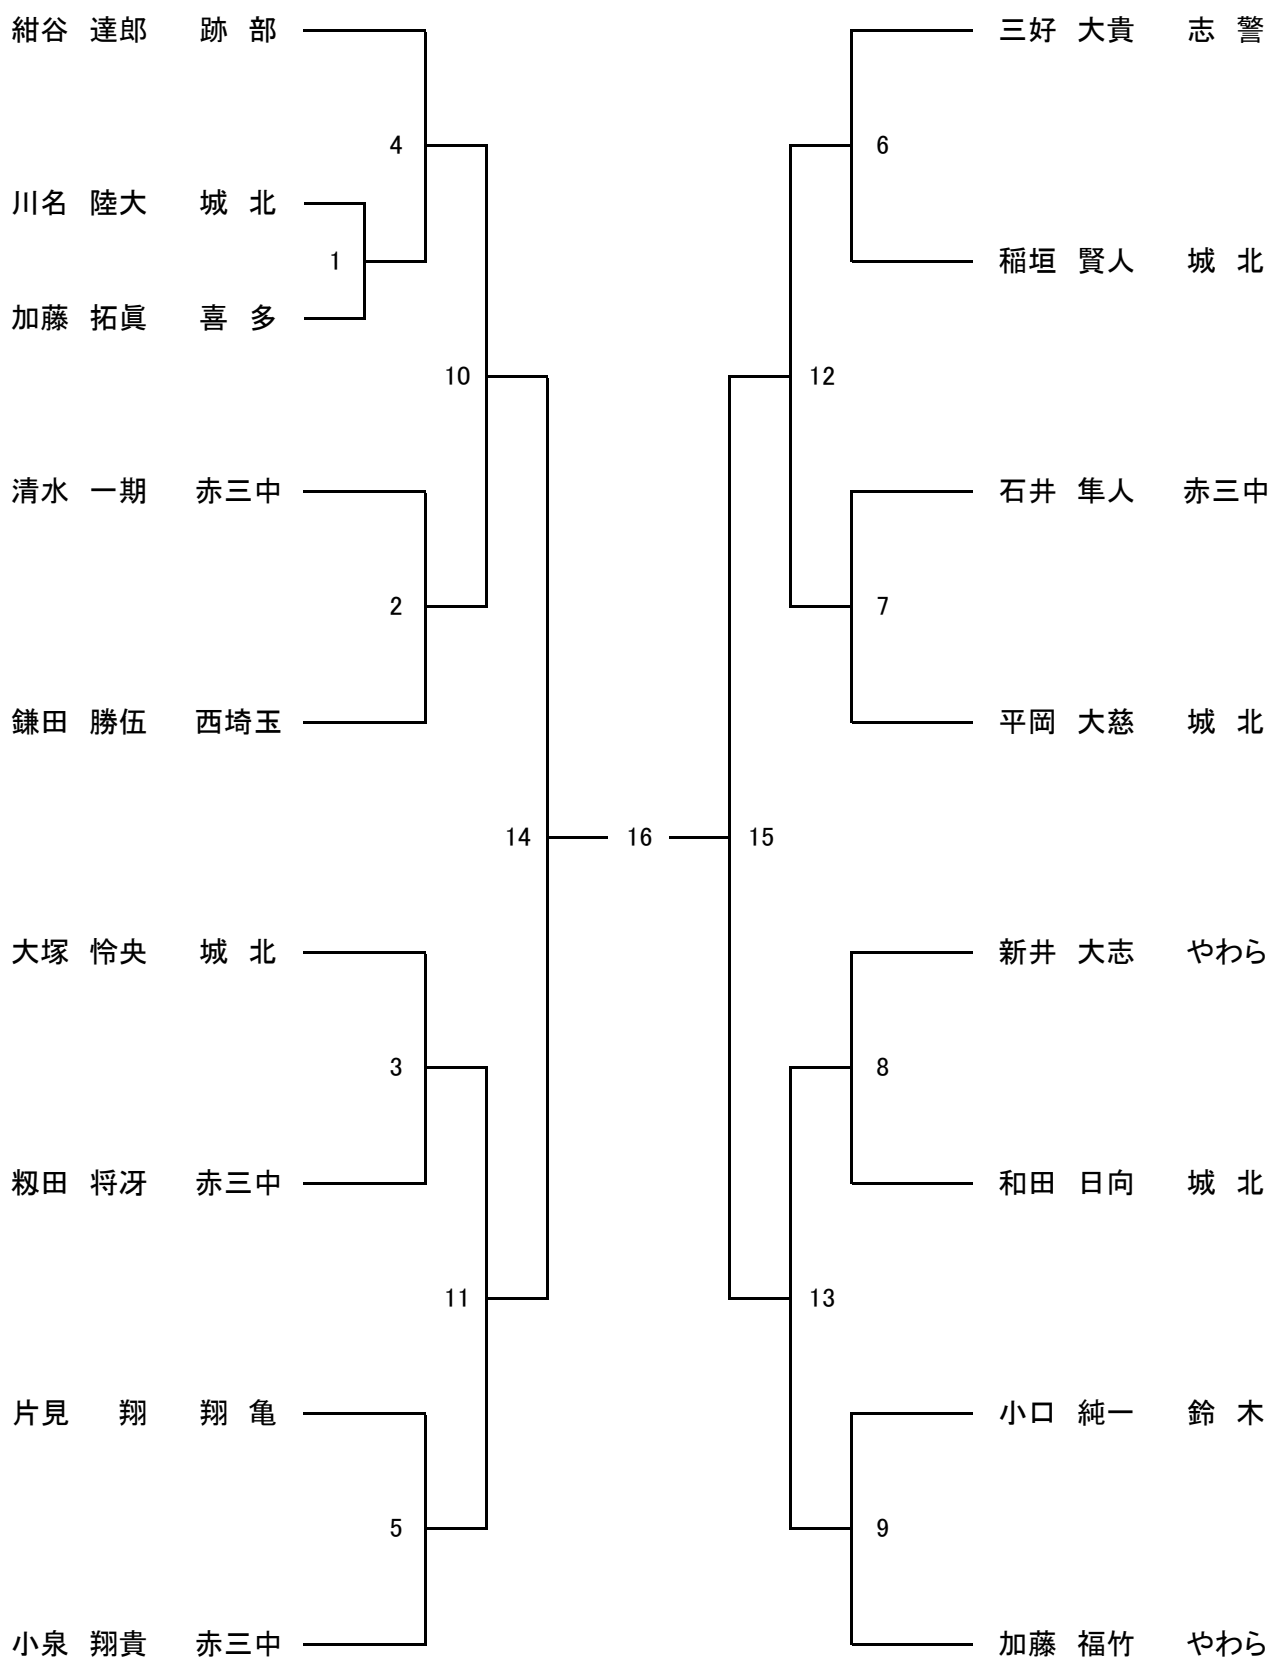 紺谷 達郎 跡 部
三好 大貴 志 警
4
6
川名 陸大 城 北
1
稲垣 賢人 城 北
加藤 拓眞 喜 多
10
12
清水 一期 赤三中
石井 隼人 赤三中
2
7
鎌田 勝伍 西埼玉
平岡 大慈 城 北
14
16
15
大塚 怜央 城 北
新井 大志 やわら
3
8
籾田 将冴 赤三中
和田 日向 城 北
11
13
片見 翔 翔 亀
小口 純一 鈴 木
5
9
小泉 翔貴 赤三中
加藤 福竹 やわら